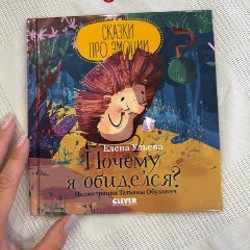 СКАЗКИ
ПРО ЭМОЦИИ
Елена Ульева
Почему
я обиделся?
Иллюстрации Татьяны Обухович
CLEVER